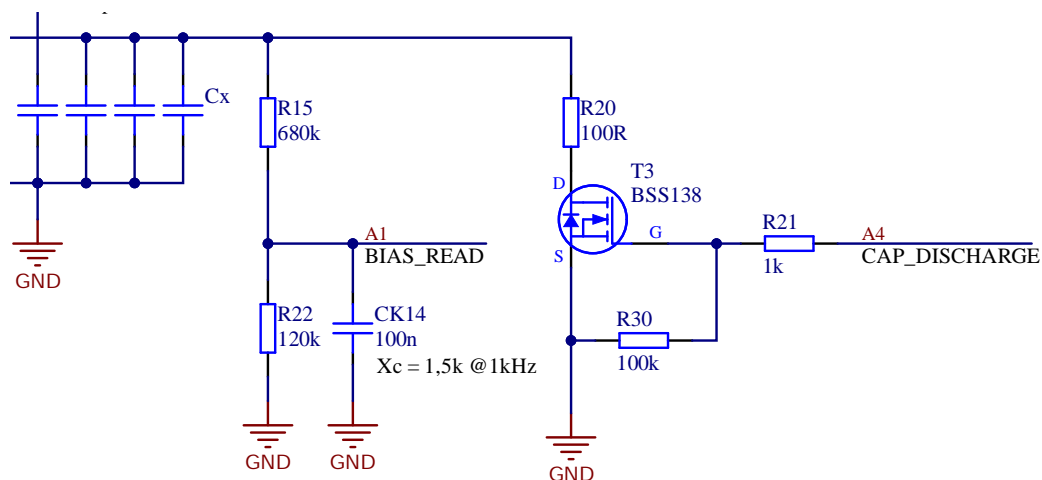 Cx
R15
680k
R20
100R
T3
BSS138
D
G
S
R21
1k
A4
CAP_DISCHARGE
A1
BIAS_READ
GND
R22
120k
CK14
100n
Xc = 1,5k @1kHz
R30
100k
GND
GND
GND